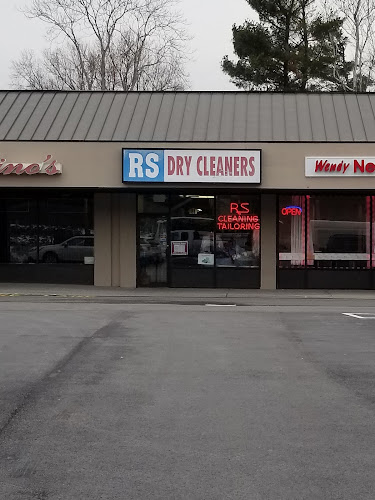 RS DRY CLEANERS
Wendy
RS
CLEANING
TAILORING
OPEN